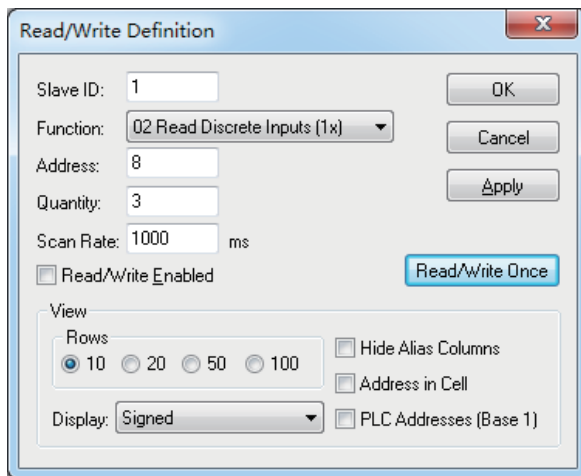 Read/Write Definition
Slave ID: 1
OK
Function: 02 Read Discrete Inputs (1x)
Cancel
Address: 8
Apply
Quantity: 3
Scan Rate: 1000 ms
Read/Write Enabled
Read/Write Once
View
Rows
10 20 50 100
Hide Alias Columns
Address in Cell
Display: Signed
PLC Addresses (Base 1)